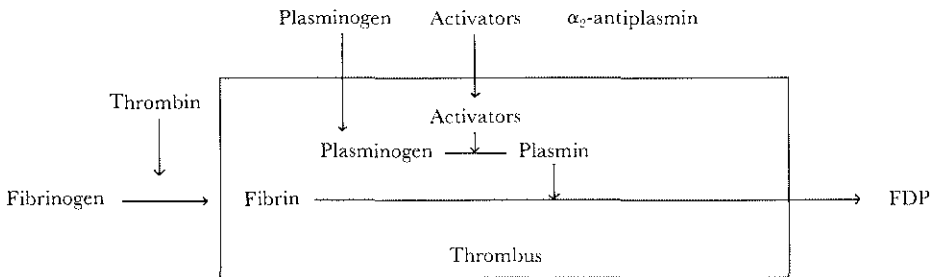 Plasminogen Activators α₂-antiplasmin
Thrombin
Activators
Plasminogen Plasmin
Fibrinogen Fibrin FDP
Thrombus